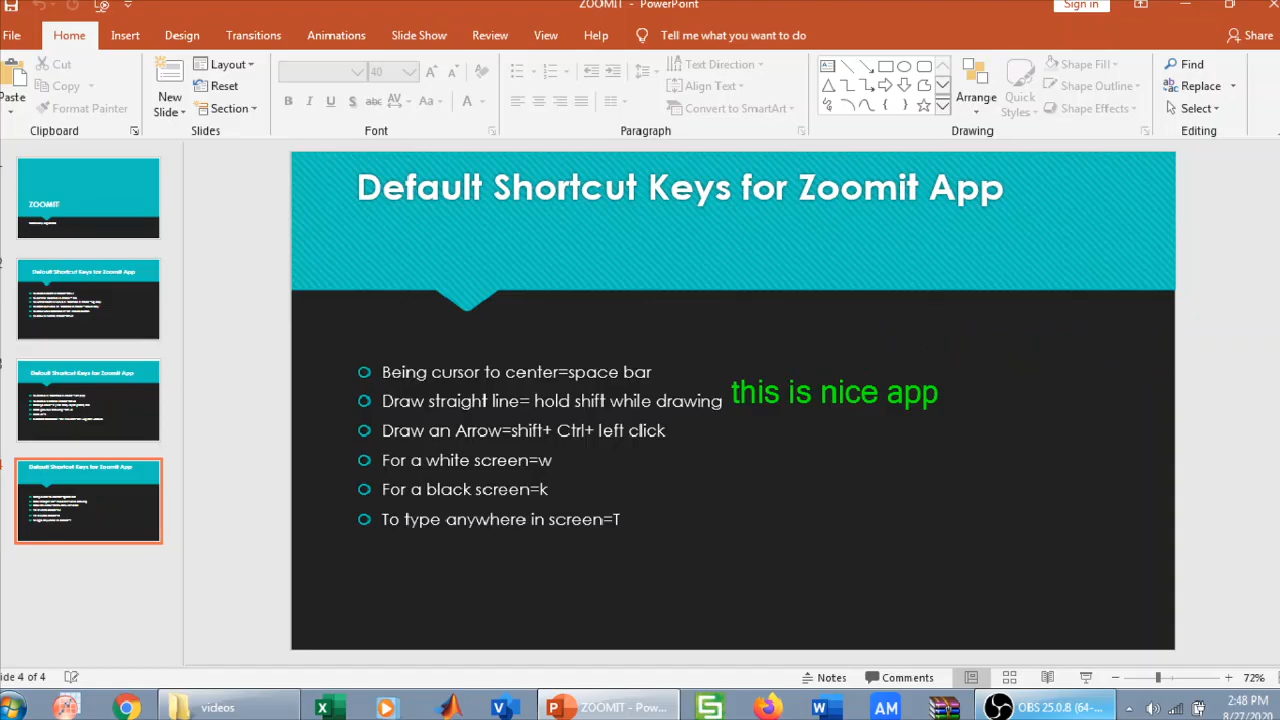 ZOOMIT - PowerPoint
Sign in
File Home Insert Design Transitions Animations Slide Show Review View Help Tell me what you want to do Share
Paste
Cut
Copy
Format Painter
Clipboard
New
Slide
Layout
Reset
Section
Slides
40
B I U S abc AV Aa A
Font
Text Direction
Align Text
Convert to SmartArt
Paragraph
Arrange
Quick
Styles
Shape Fill
Shape Outline
Shape Effects
Drawing
Find
Replace
Select
Editing
ZOOMIT
Default Shortcut Keys for Zoomit App
Default Shortcut Keys for Zoomit App
Default Shortcut Keys for Zoomit App
Default Shortcut Keys for Zoomit App
Being cursor to center=space bar
Draw straight line= hold shift while drawing
this is nice app
Draw an Arrow=shift+ Ctrl+ left click
For a white screen=w
For a black screen=k
To type anywhere in screen=T
ide 4 of 4
Notes Comments 72%
videos
ZOOMIT - Powe...
AM
OBS 25.0.8 (64-...
2:48 PM
8/27/2020